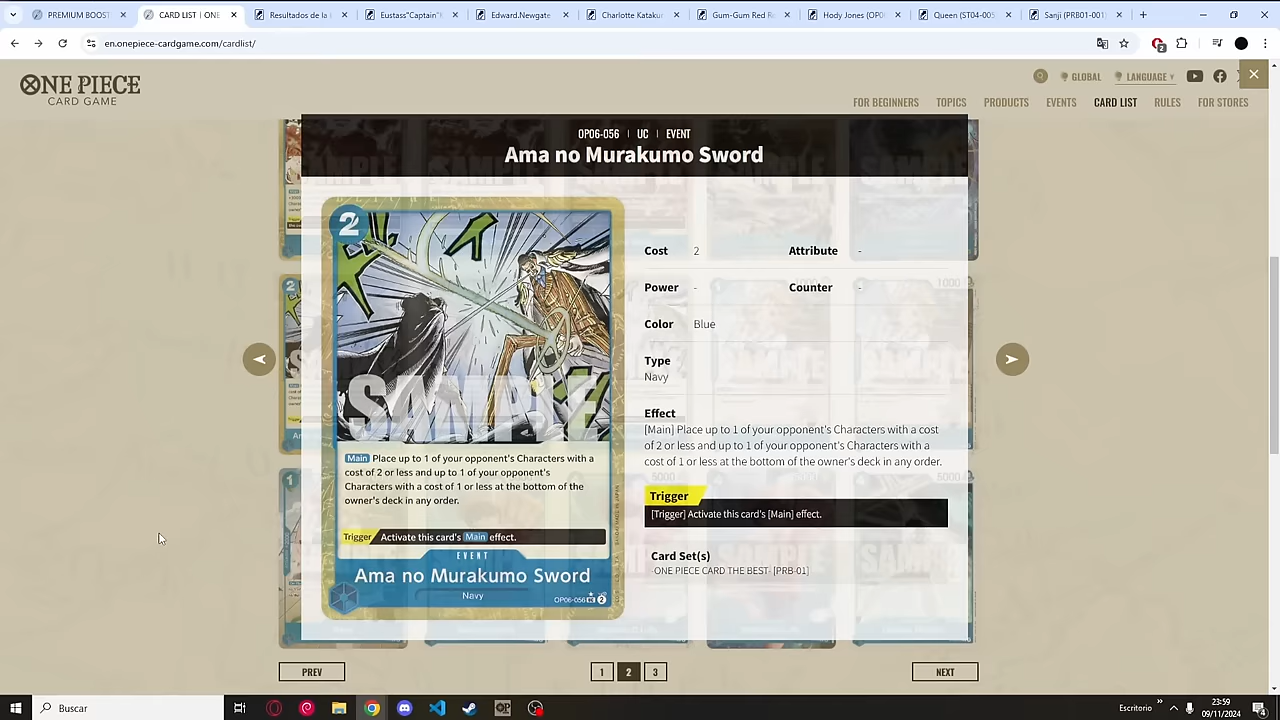 PREMIUM BOOST
CARD LIST | ONE
Resultados de la
Eustass"Captain"
Edward.Newgate
Charlotte Kataku
Gum-Gum Red R
Hody Jones (OP0
Queen (ST04-005
Sanji (PRB01-001)
en.onepiece-cardgame.com/cardlist/
ONE PIECE
CARD GAME
GLOBAL
LANGUAGE
FOR BEGINNERS
TOPICS
PRODUCTS
EVENTS
CARD LIST
RULES
FOR STORES
OP06-056 | UC | EVENT
Ama no Murakumo Sword
2
SAMPLE
Main Place up to 1 of your opponent's Characters with a
cost of 2 or less and up to 1 of your opponent's
Characters with a cost of 1 or less at the bottom of the
owner's deck in any order.
Trigger Activate this card's Main effect.
EVENT
Ama no Murakumo Sword
Navy
OP06-056 UC 2
Cost 2
Attribute -
Power -
Counter -
Color Blue
Type
Navy
Effect
[Main] Place up to 1 of your opponent's Characters with a cost
of 2 or less and up to 1 of your opponent's Characters with a
cost of 1 or less at the bottom of the owner's deck in any order.
Trigger
[Trigger] Activate this card's [Main] effect.
Card Set(s)
-ONE PIECE CARD THE BEST- [PRB-01]
PREV
1 2 3
NEXT
Buscar
Escritorio
23:59
09/11/2024